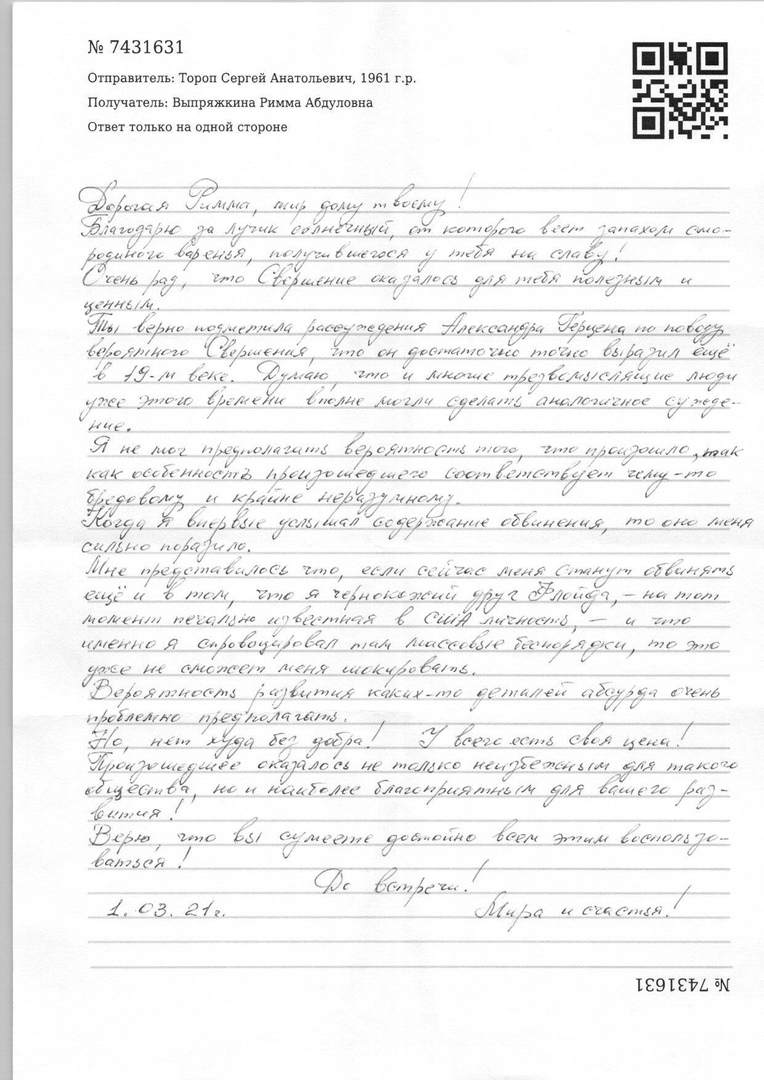 № 7431631
Отправитель: Тороп Сергей Анатольевич, 1961 г.р.
Получатель: Выпряжкина Римма Абдуловна
Ответ только на одной стороне
Дорогая Римма, мир дому твоему!
Благодарю за лучик солнечный, от которого веет запахом смо-
родиного варенья, получившегося у тебя на славу!
Очень рад, что Свершение оказалось для тебя полезным и
ценным.
Ты верно подметила рассуждения Александра Герцена по поводу
вероятного Свершения, что он достаточно точно выразил ещё
в 19-м веке. Думаю, что и многие трезвомыслящие люди
уже этого времени вполне могли сделать аналогичное сужде-
ние.
Я не мог предполагать вероятность того, что произошло, так
как особенность произошедшего соответствует чему-то
бредовому и крайне неразумному.
Когда я впервые услышал содержание обвинения, то оно меня
сильно поразило.
Мне представилось что, если сейчас меня станут обвинять
ещё и в том, что я чернокожий друг Флойда, – на тот
момент печально известная в США личность, – и что
именно я спровоцировал там массовые беспорядки, то это
уже не сможет меня шокировать.
Вероятность развития каких-то деталей абсурда очень
проблемно предполагать.
Но, нет худа без добра! У всего есть своя цена!
Произошедшее оказалось не только неизбежным для такого
общества, но и наиболее благоприятным для вашего раз-
вития!
Верю, что вы сумеете достойно всем этим воспользо-
ваться!
До встречи!
1.03.21г. Мира и счастья!
№ 7431631